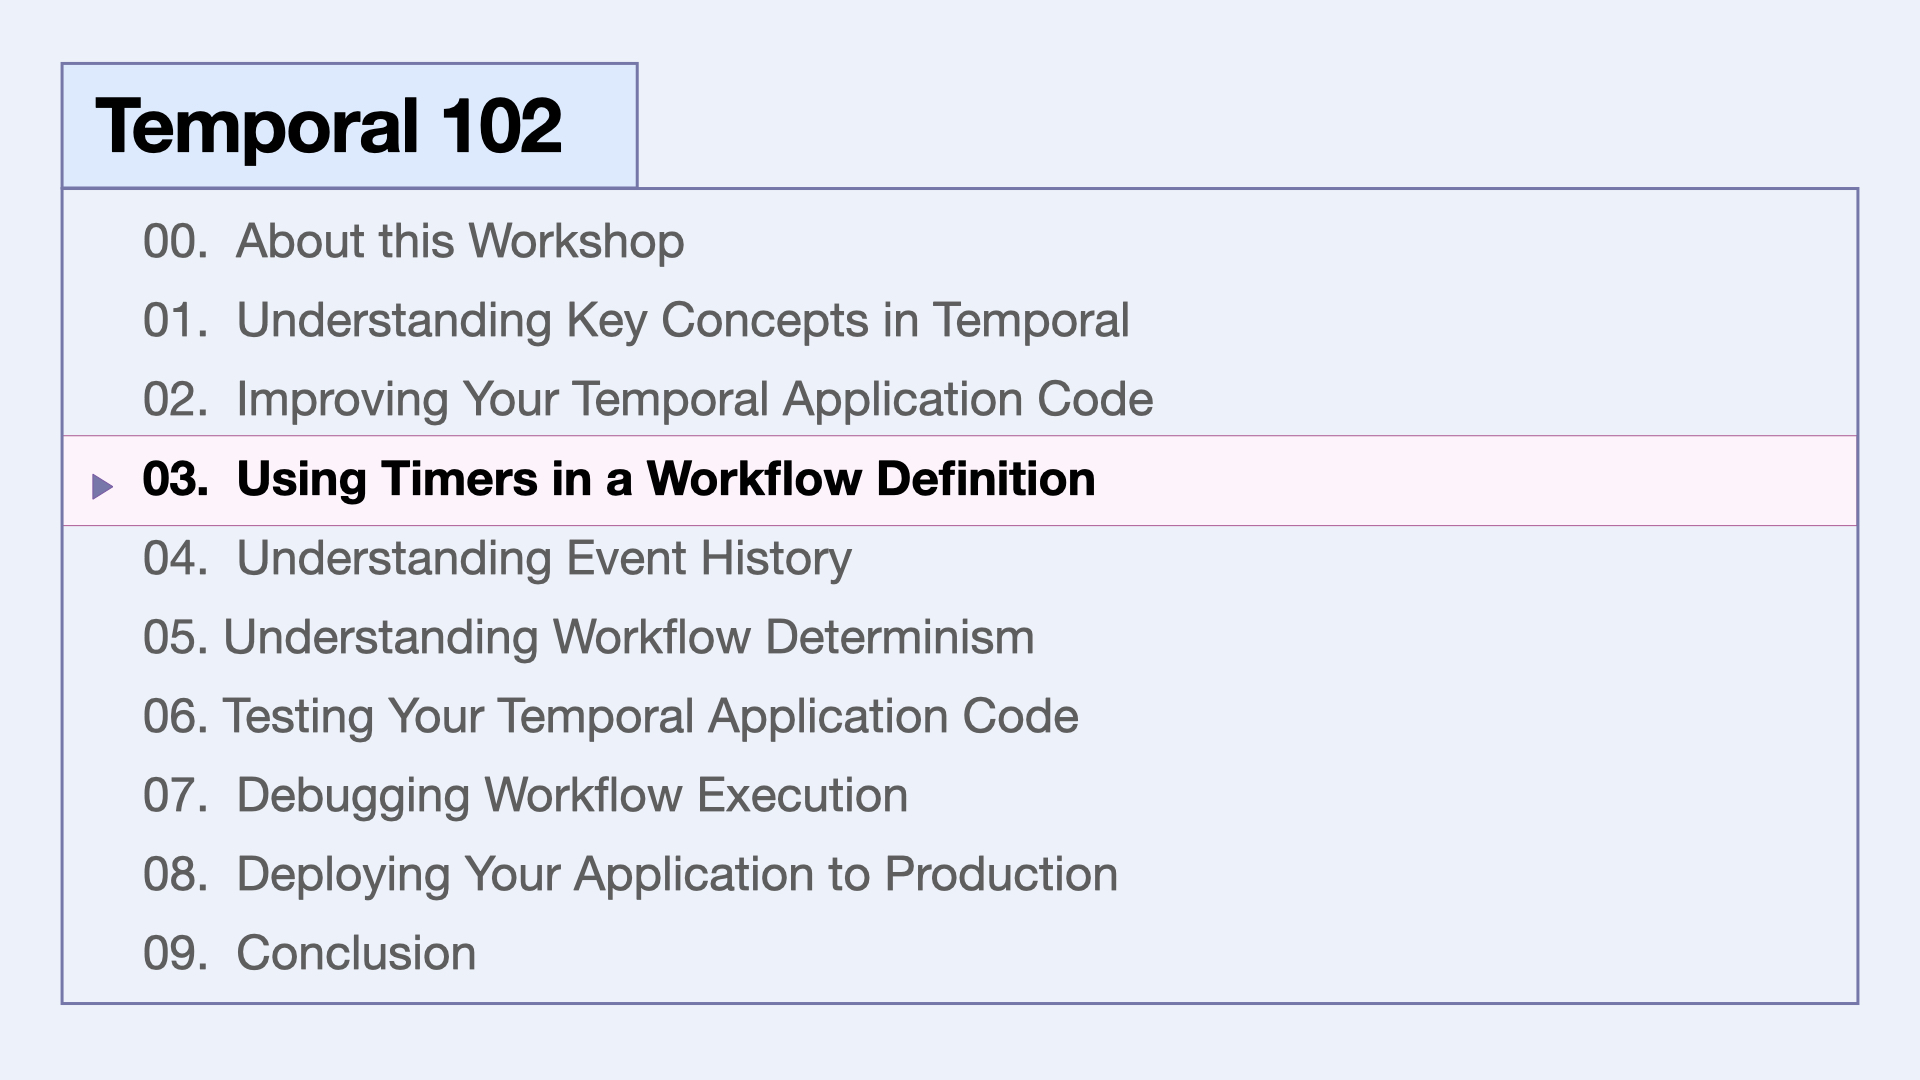 Temporal 102
00. About this Workshop
01. Understanding Key Concepts in Temporal
02. Improving Your Temporal Application Code
03. Using Timers in a Workflow Definition
04. Understanding Event History
05. Understanding Workflow Determinism
06. Testing Your Temporal Application Code
07. Debugging Workflow Execution
08. Deploying Your Application to Production
09. Conclusion